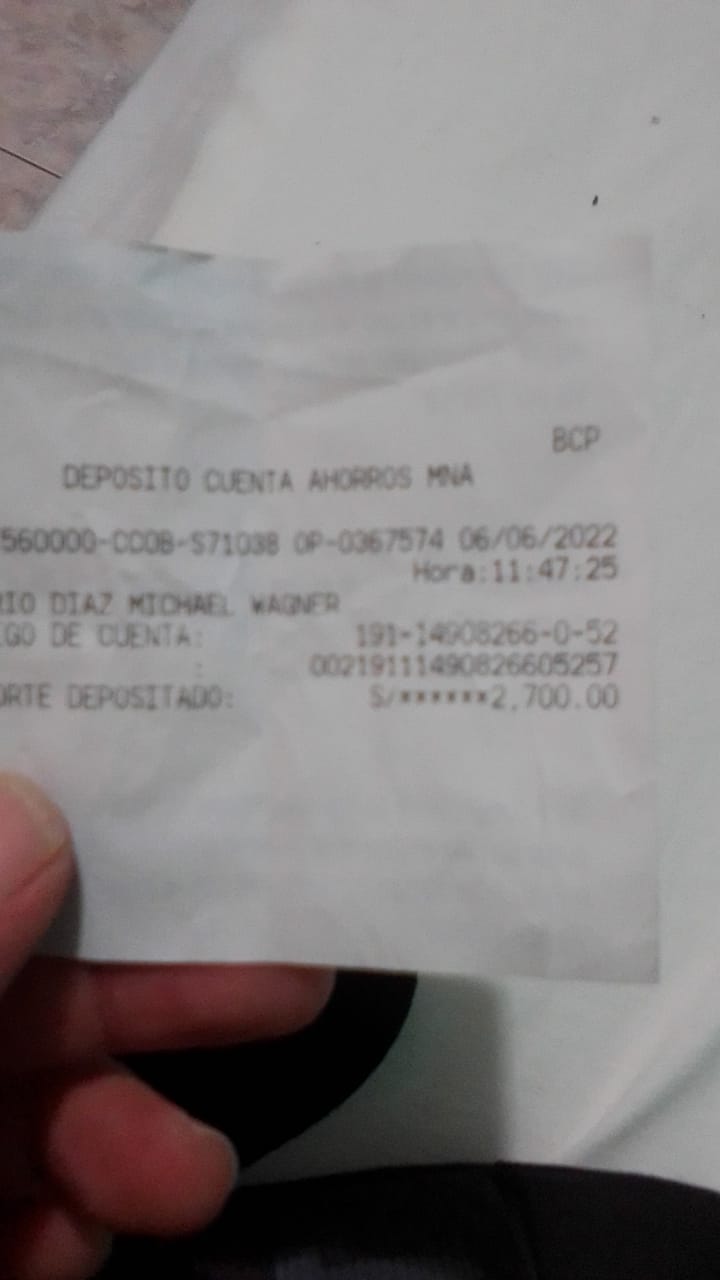 BCP
DEPOSITO CUENTA AHORROS MNA
560000-CCOB-S71038 OP-0367574 06/06/2022
Hora:11:47:25
RIO DIAZ MICHAEL WAGNER
IGO DE CUENTA: 191-14908266-0-52
: 00219111490826605257
ORTE DEPOSITADO: S/******2,700.00